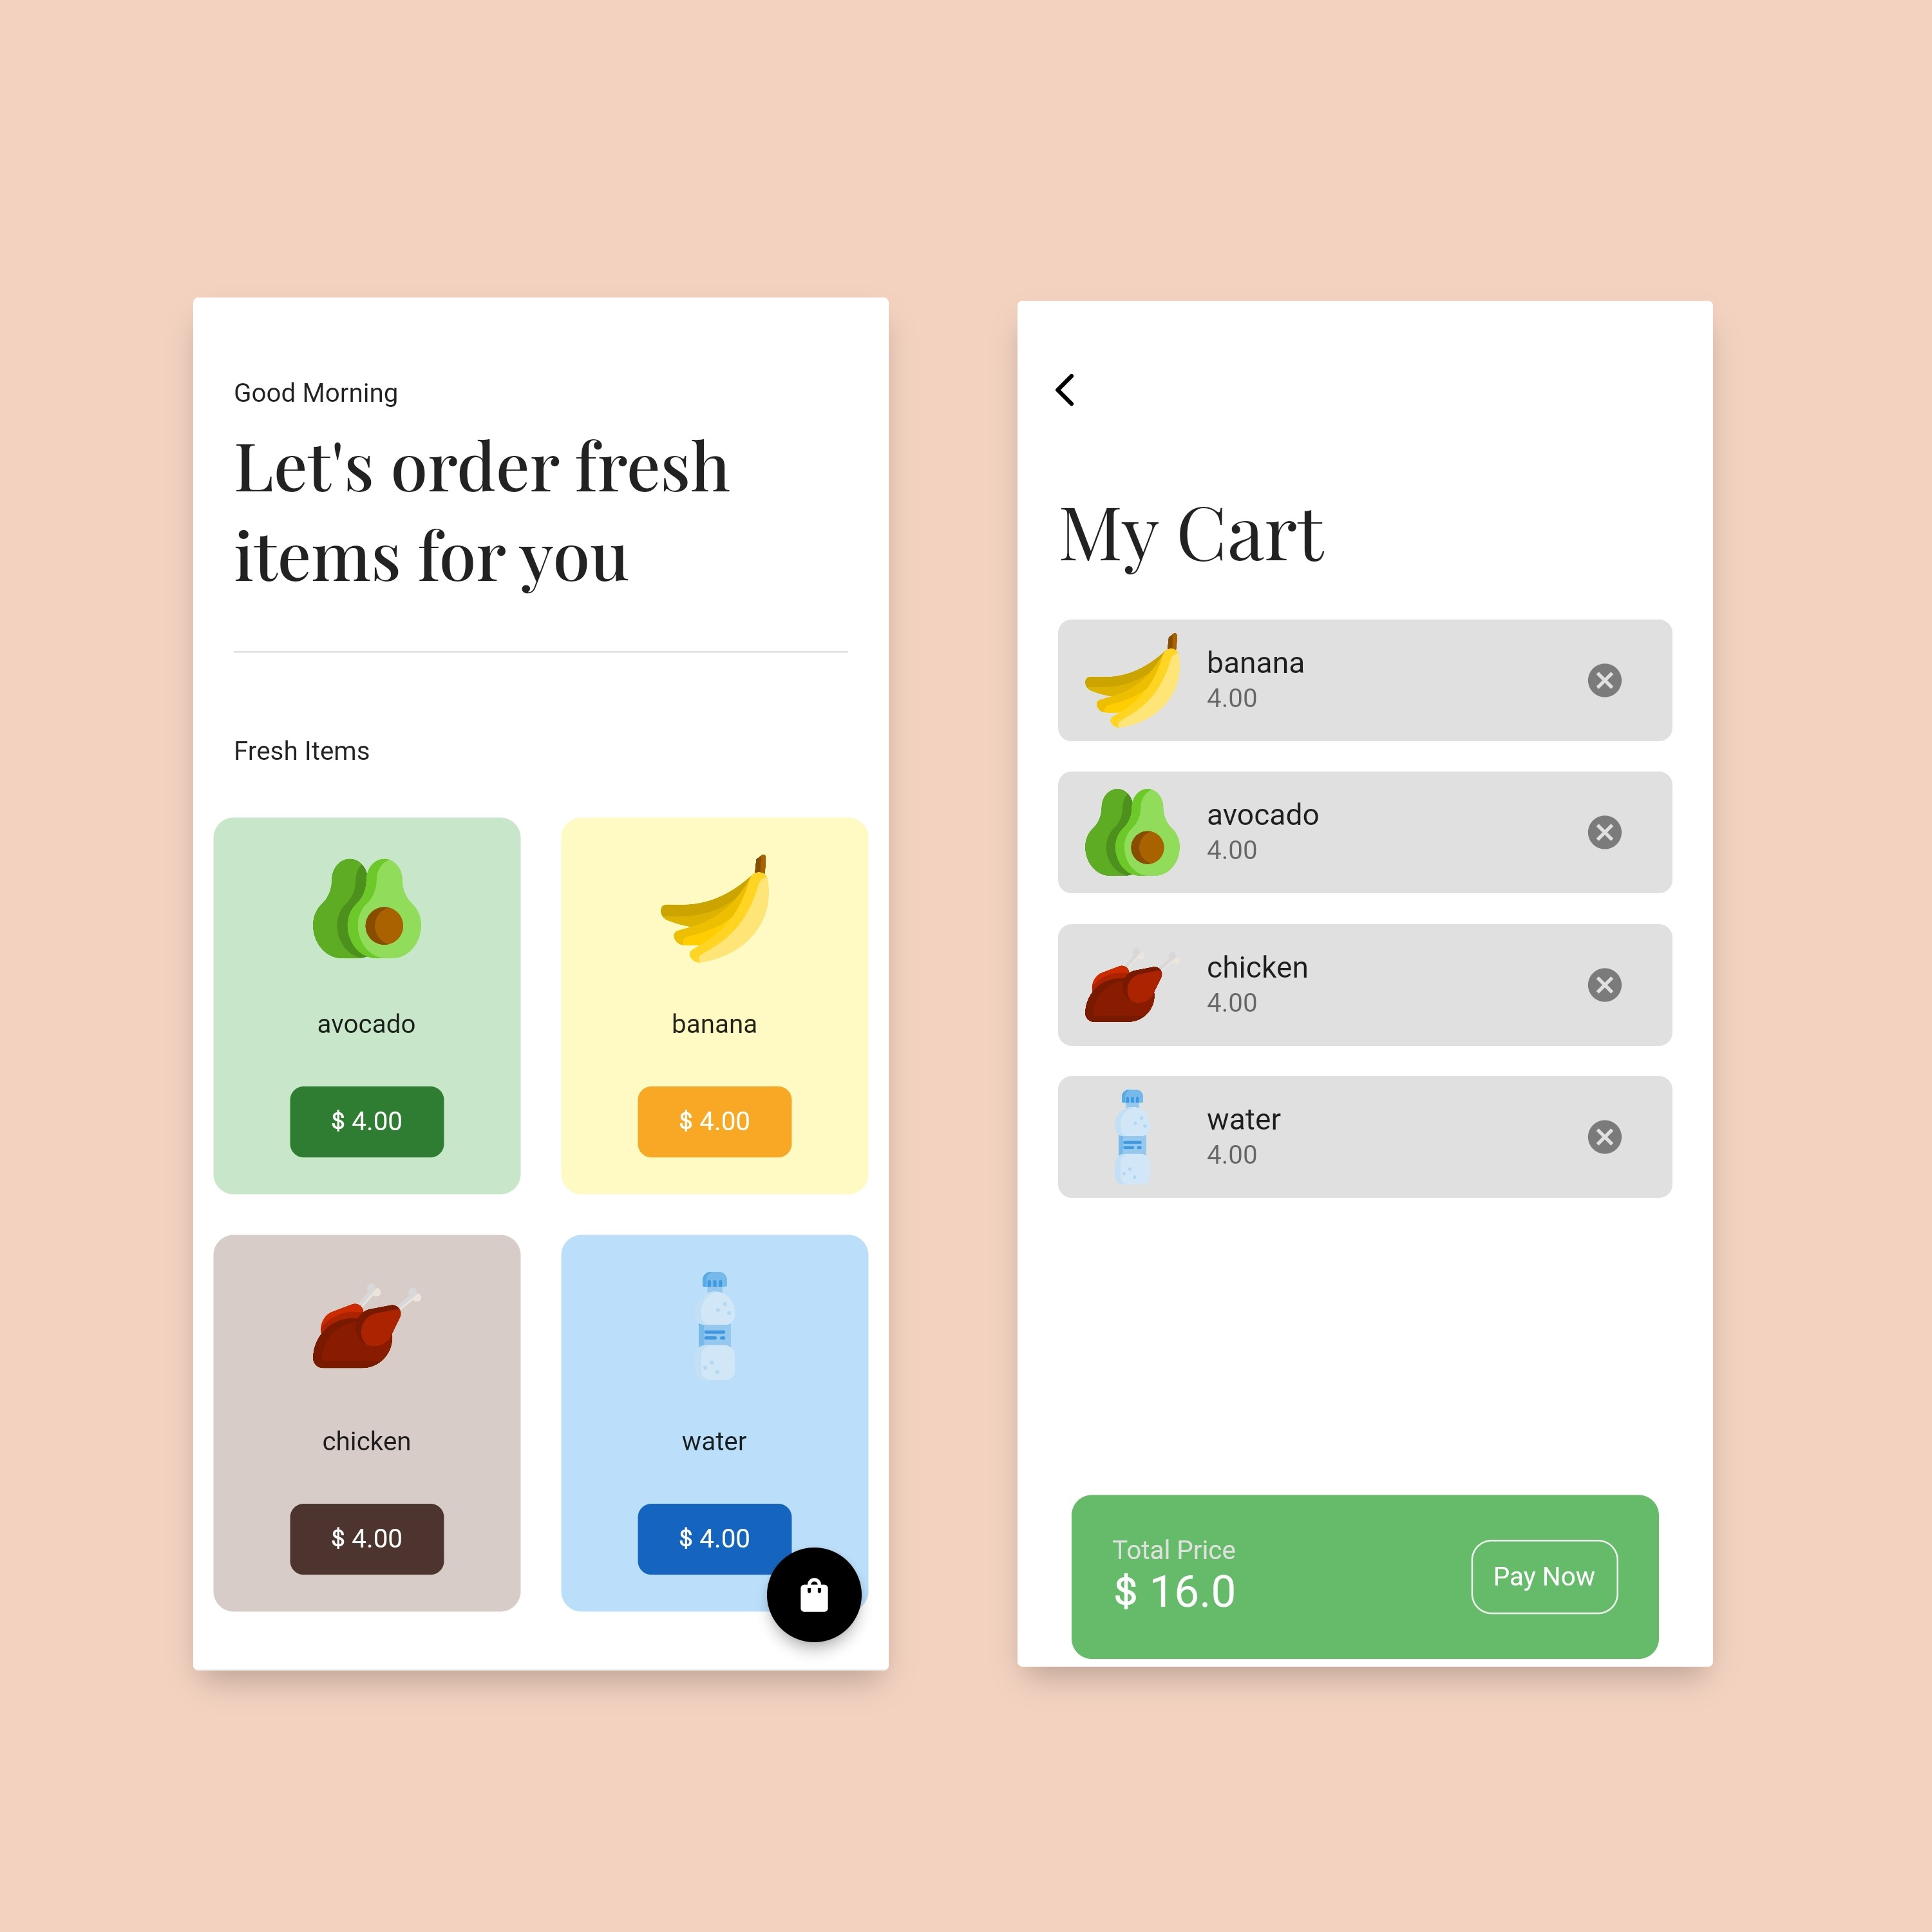 Good Morning
Let's order fresh
items for you
Fresh Items
avocado
$ 4.00
banana
$ 4.00
chicken
$ 4.00
water
$ 4.00
My Cart
banana
4.00
avocado
4.00
chicken
4.00
water
4.00
Total Price
$ 16.0
Pay Now